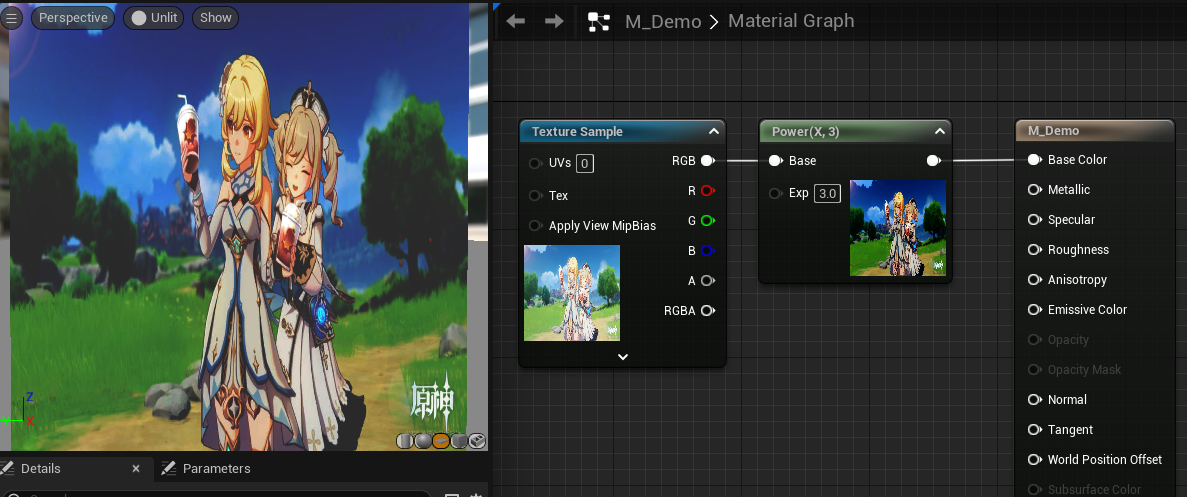 Perspective
Unlit
Show
M_Demo > Material Graph
Texture Sample
UVs 0
RGB
Tex
R
Apply View MipBias
G
B
A
RGBA
Power(X, 3)
Base
Exp 3.0
M_Demo
Base Color
Metallic
Specular
Roughness
Anisotropy
Emissive Color
Opacity
Opacity Mask
Normal
Tangent
World Position Offset
Subsurface Color
原神
Z
X
Details ×
Parameters